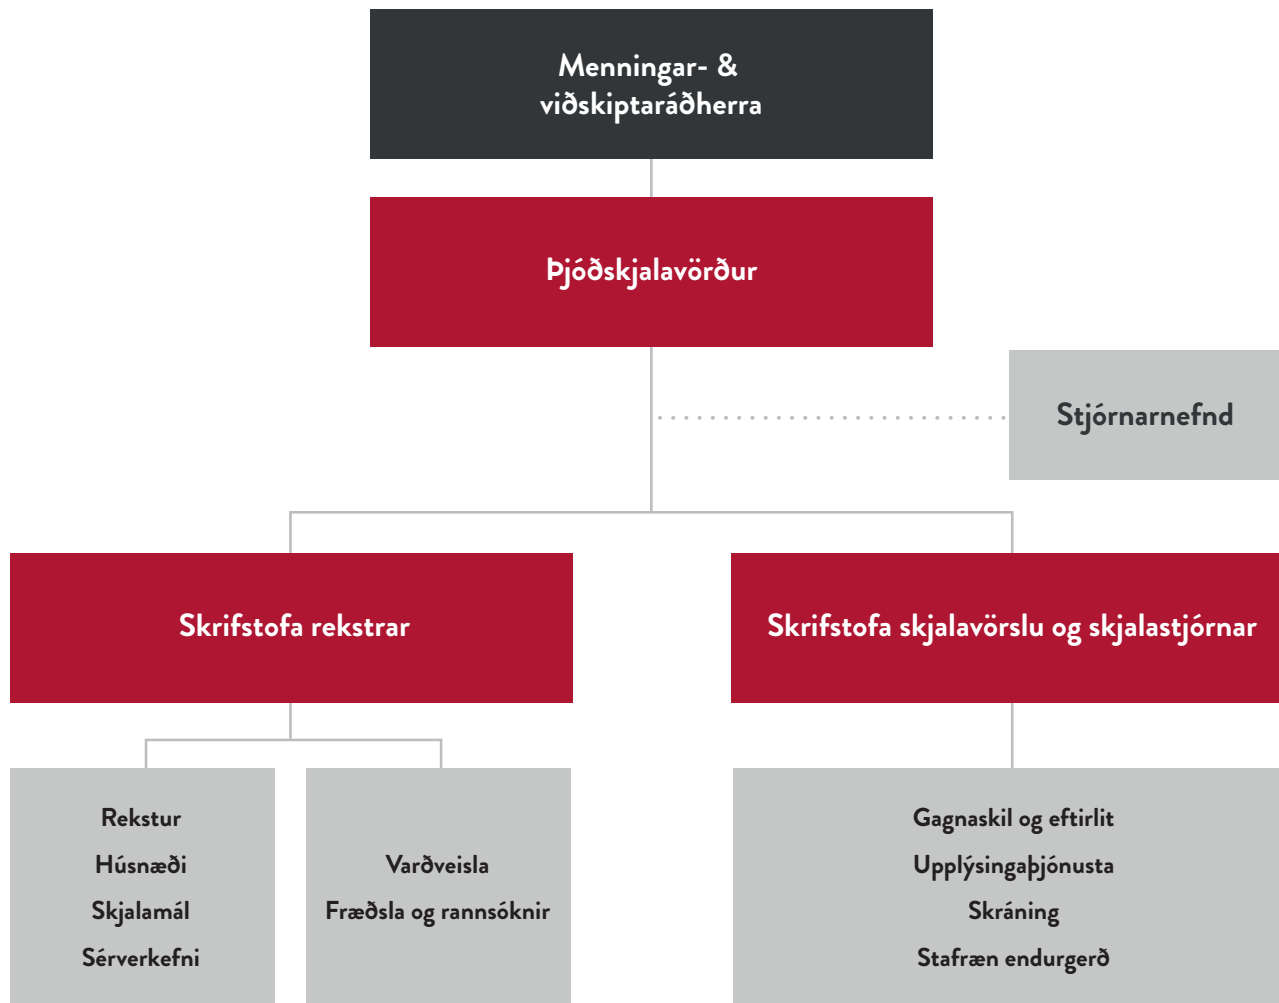 Menningar- &
viðskiptaráðherra
Þjóðskjalavörður
Stjórnarnefnd
Skrifstofa rekstrar
Skrifstofa skjalavörslu og skjalastjórnar
Rekstur
Húsnæði
Skjalamál
Sérverkefni
Varðveisla
Fræðsla og rannsóknir
Gagnaskil og eftirlit
Upplýsingaþjónusta
Skráning
Stafræn endurgerð